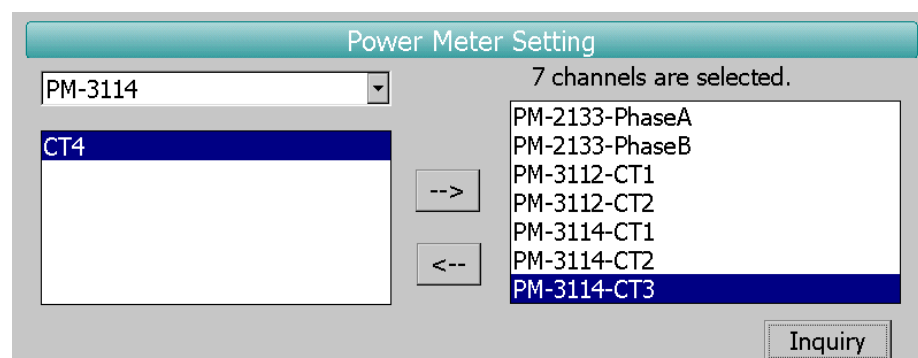 Power Meter Setting
PM-3114
7 channels are selected.
CT4
-->
<--
PM-2133-PhaseA
PM-2133-PhaseB
PM-3112-CT1
PM-3112-CT2
PM-3114-CT1
PM-3114-CT2
PM-3114-CT3
Inquiry